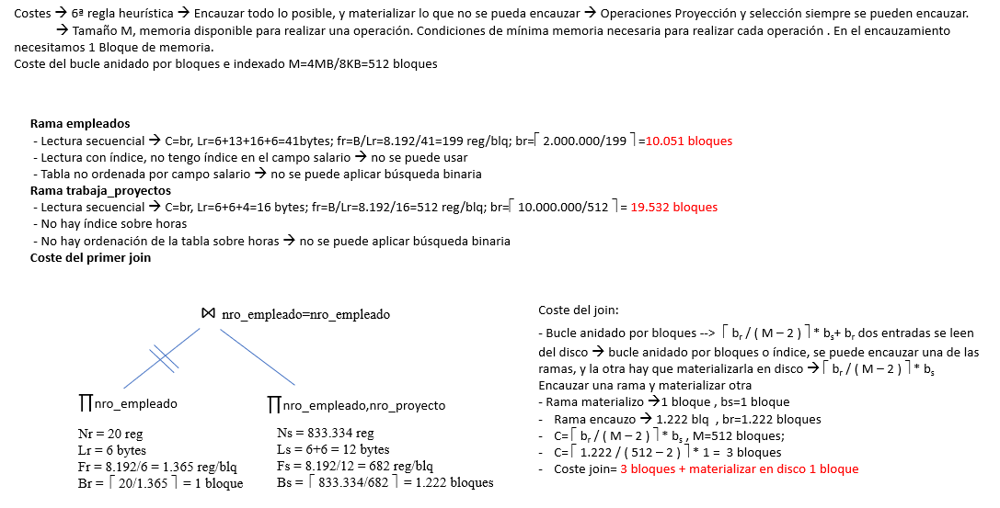 Costes → 6ª regla heurística → Encauzar todo lo posible, y materializar lo que no se pueda encauzar → Operaciones Proyección y selección siempre se pueden encauzar.
→ Tamaño M, memoria disponible para realizar una operación. Condiciones de mínima memoria necesaria para realizar cada operación . En el encauzamiento
necesitamos 1 Bloque de memoria.
Coste del bucle anidado por bloques e indexado M=4MB/8KB=512 bloques
Rama empleados
- Lectura secuencial → C=br, Lr=6+13+16+6=41bytes; fr=B/Lr=8.192/41=199 reg/blq; br=⌈ 2.000.000/199 ⌉=10.051 bloques
- Lectura con índice, no tengo índice en el campo salario → no se puede usar
- Tabla no ordenada por campo salario → no se puede aplicar búsqueda binaria
Rama trabaja_proyectos
- Lectura secuencial → C=br, Lr=6+6+4=16 bytes; fr=B/Lr=8.192/16=512 reg/blq; br=⌈ 10.000.000/512 ⌉= 19.532 bloques
- No hay índice sobre horas
- No hay ordenación de la tabla sobre horas → no se puede aplicar búsqueda binaria
Coste del primer join
⋈ nro_empleado=nro_empleado
∏nro_empleado
Nr = 20 reg
Lr = 6 bytes
Fr = 8.192/6 = 1.365 reg/blq
Br = ⌈ 20/1.365 ⌉ = 1 bloque
∏nro_empleado,nro_proyecto
Ns = 833.334 reg
Ls = 6+6 = 12 bytes
Fs = 8.192/12 = 682 reg/blq
Bs = ⌈ 833.334/682 ⌉ = 1.222 bloques
Coste del join:
- Bucle anidado por bloques --> ⌈ br / ( M – 2 ) ⌉ * bs+ br dos entradas se leen
del disco → bucle anidado por bloques o índice, se puede encauzar una de las
ramas, y la otra hay que materializarla en disco →⌈ br / ( M – 2 ) ⌉ * bs
Encauzar una rama y materializar otra
- Rama materializo →1 bloque , bs=1 bloque
- Rama encauzo → 1.222 blq , br=1.222 bloques
- C=⌈ br / ( M – 2 ) ⌉ * bs , M=512 bloques;
- C=⌈ 1.222 / ( 512 – 2 ) ⌉ * 1 = 3 bloques
- Coste join= 3 bloques + materializar en disco 1 bloque